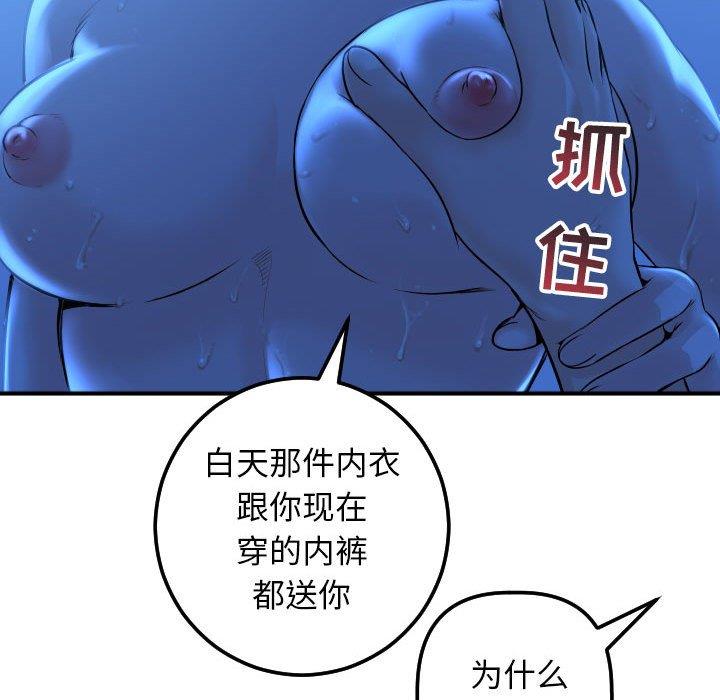 抓住
白天那件内衣
跟你现在
穿的内裤
都送你
为什么